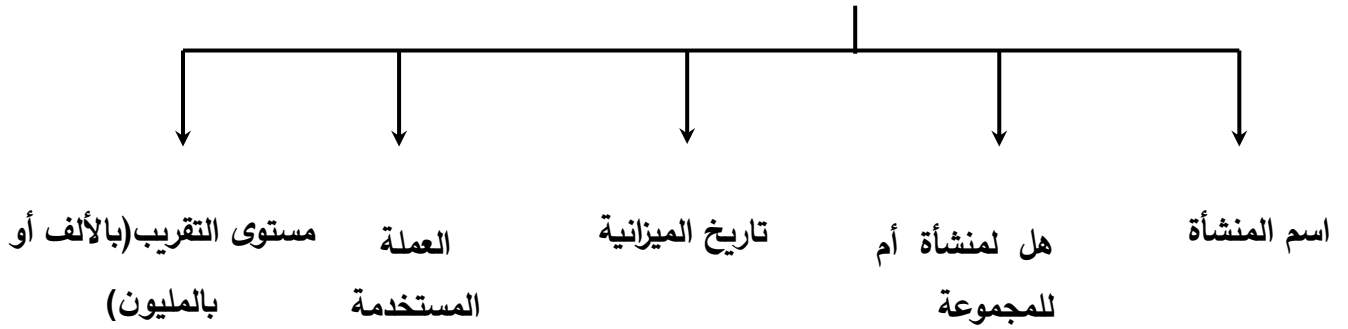 اسم المنشأة
هل لمنشأة أم
للمجموعة
تاريخ الميزانية
العملة
المستخدمة
مستوى التقريب(بالألف أو
بالمليون)